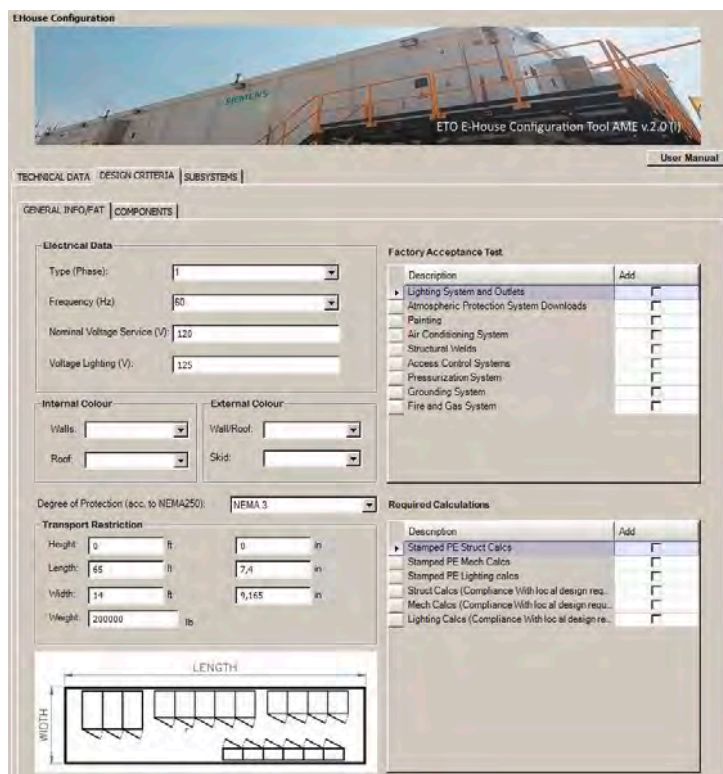 EHouse Configuration
SIEMENS
ETO E-House Configuration Tool AME v.2.0 (i)
User Manual
TECHNICAL DATA DESIGN CRITERIA SUBSYSTEMS
GENERAL INFO/FAT COMPONENTS
Electrical Data
Type (Phase): 1
Frequency (Hz) 60
Nominal Voltage Service (V): 120
Voltage Lighting (V): 125
Internal Colour
Walls:
Roof:
External Colour
Wall/Roof:
Skid:
Degree of Protection (acc. to NEMA250): NEMA 3
Transport Restriction
Height: 0 ft 0 in
Length: 65 ft 7,4 in
Width: 14 ft 9,165 in
Weight: 200000 lb
LENGTH
WIDTH
Factory Acceptance Test
Description Add
Lighting System and Outlets
Atmospheric Protection System Downloads
Painting
Air Conditioning System
Structural Welds
Access Control Systems
Pressurization System
Grounding System
Fire and Gas System
Required Calculations
Description Add
Stamped PE Struct Calcs
Stamped PE Mech Calcs
Stamped PE Lighting calcs
Struct Calcs (Compliance With loc al design req...
Mech Calcs (Compliance With loc al design requ...
Lighting Calcs (Compliance With loc al design re...